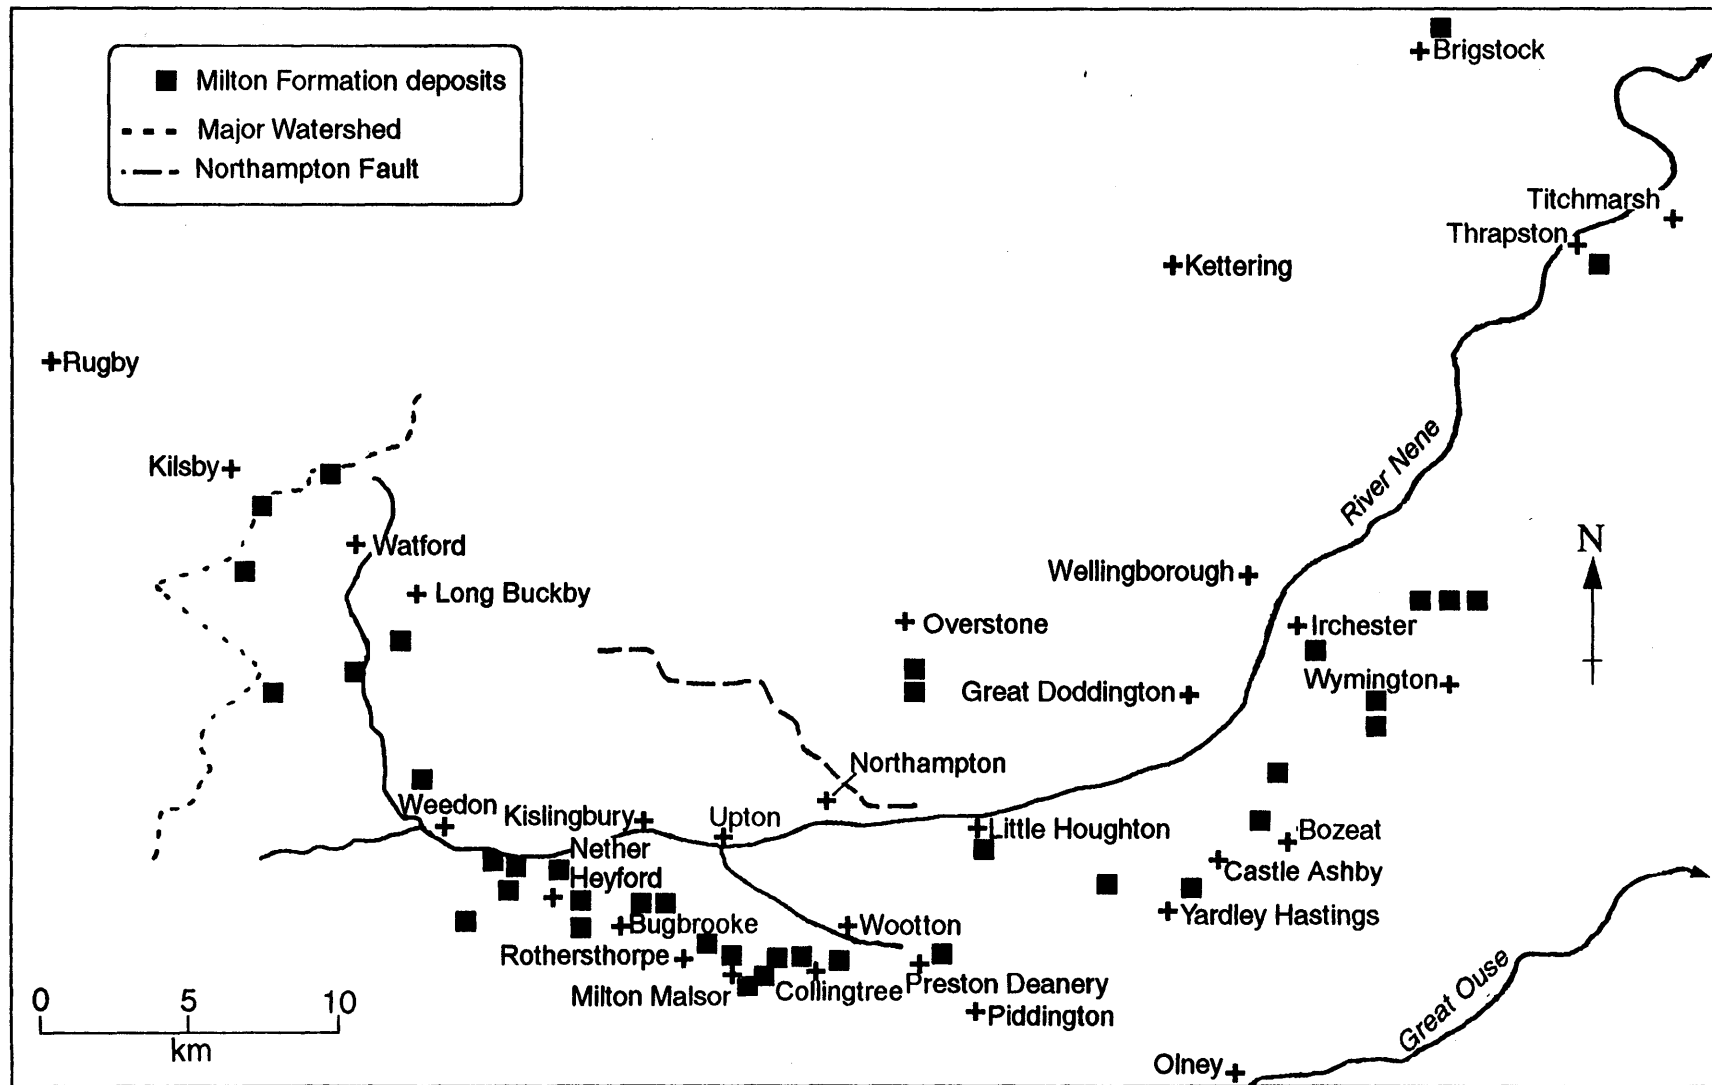 Milton Formation deposits
Major Watershed
Northampton Fault
Brigstock
Titchmarsh
Thrapston
Kettering
Rugby
River Nene
Kilsby
Watford
Long Buckby
N
Wellingborough
Overstone
Irchester
Great Doddington
Wymington
Northampton
Weedon
Kislingbury
Upton
Little Houghton
Bozeat
Nether
Heyford
Castle Ashby
Yardley Hastings
Bugbrooke
Wootton
Rothersthorpe
Milton Malsor
Collingtree
Preston Deanery
Piddington
Great Ouse
Olney
0 5 10
km